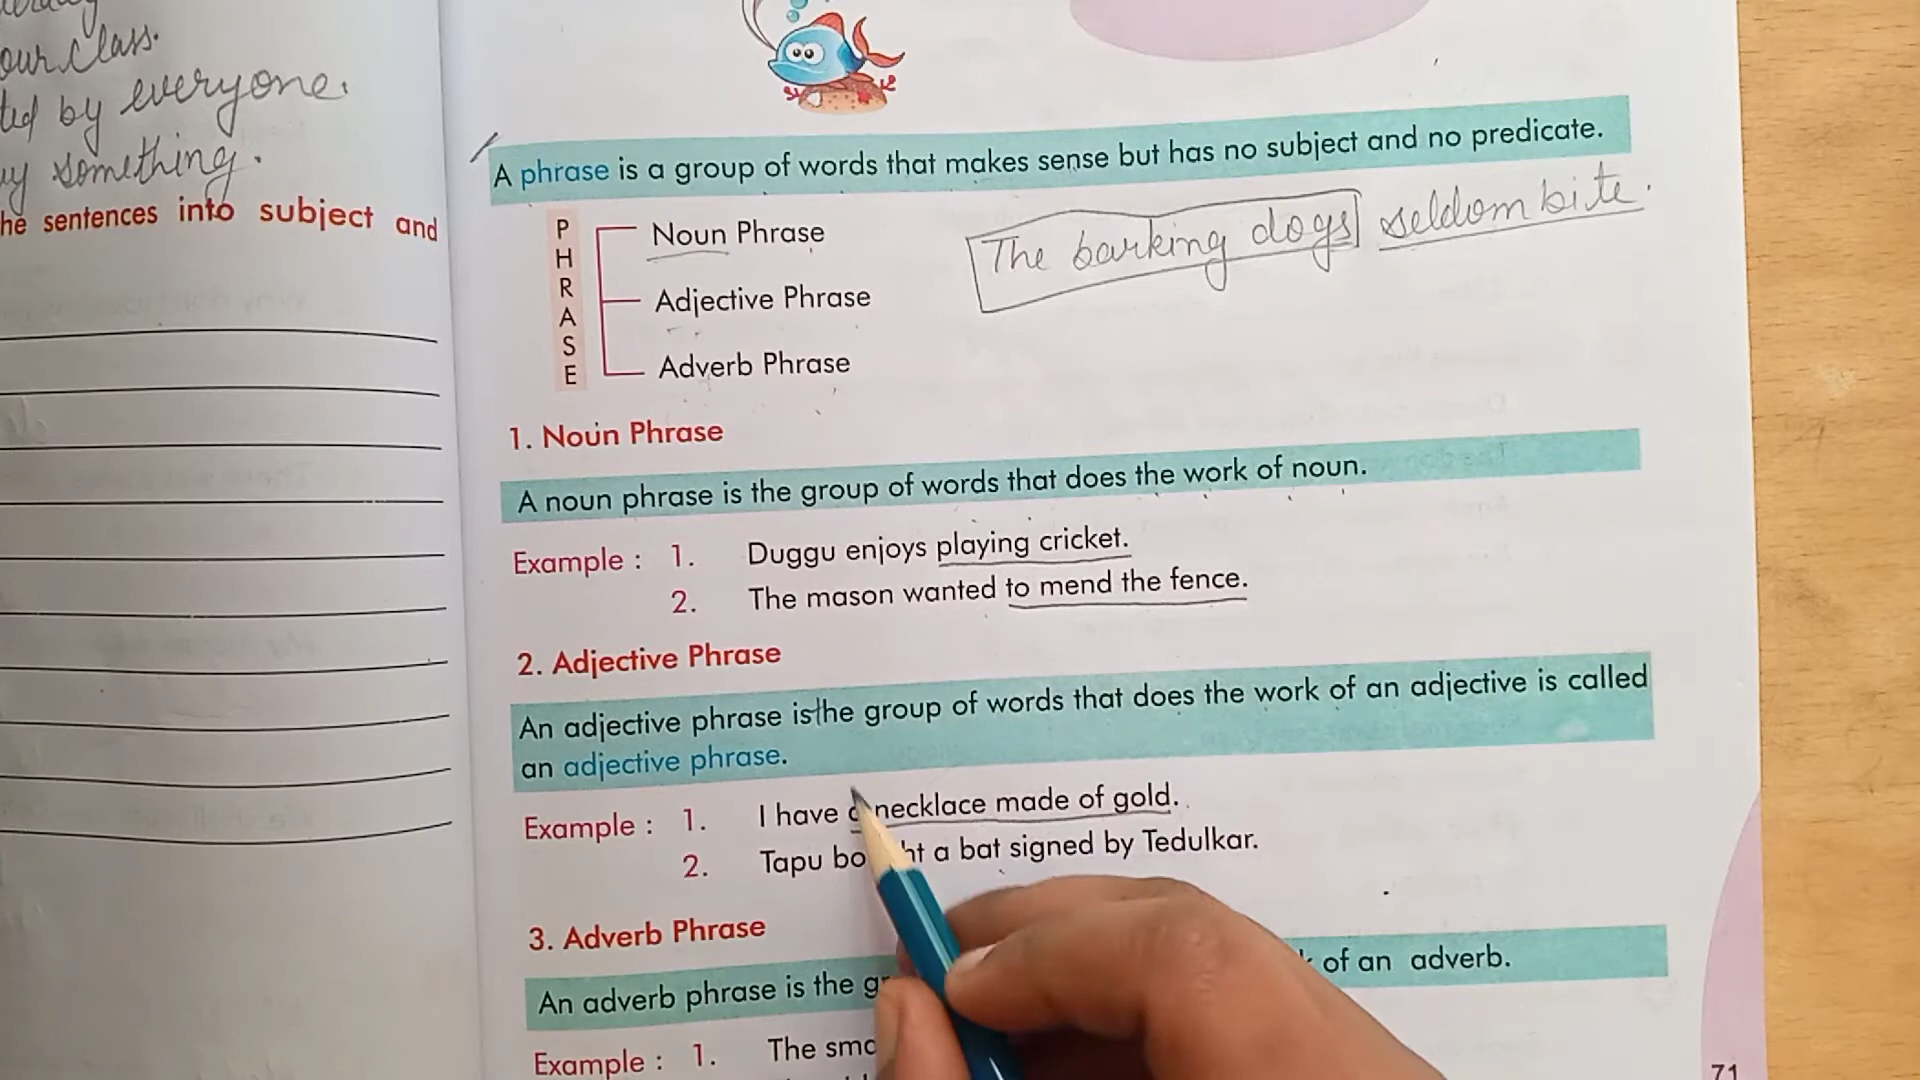 our Class.
ted by everyone.
something.
he sentences into subject and
A phrase is a group of words that makes sense but has no subject and no predicate.
The barking dogs seldom bite.
PHRASE
Noun Phrase
Adjective Phrase
Adverb Phrase
1. Noun Phrase
A noun phrase is the group of words that does the work of noun.
Example : 1. Duggu enjoys playing cricket.
2. The mason wanted to mend the fence.
2. Adjective Phrase
An adjective phrase is the group of words that does the work of an adjective is called
an adjective phrase.
Example : 1. I have a necklace made of gold.
2. Tapu bo ht a bat signed by Tedulkar.
3. Adverb Phrase
An adverb phrase is the gr of an adverb.
Example : 1. The sma
71